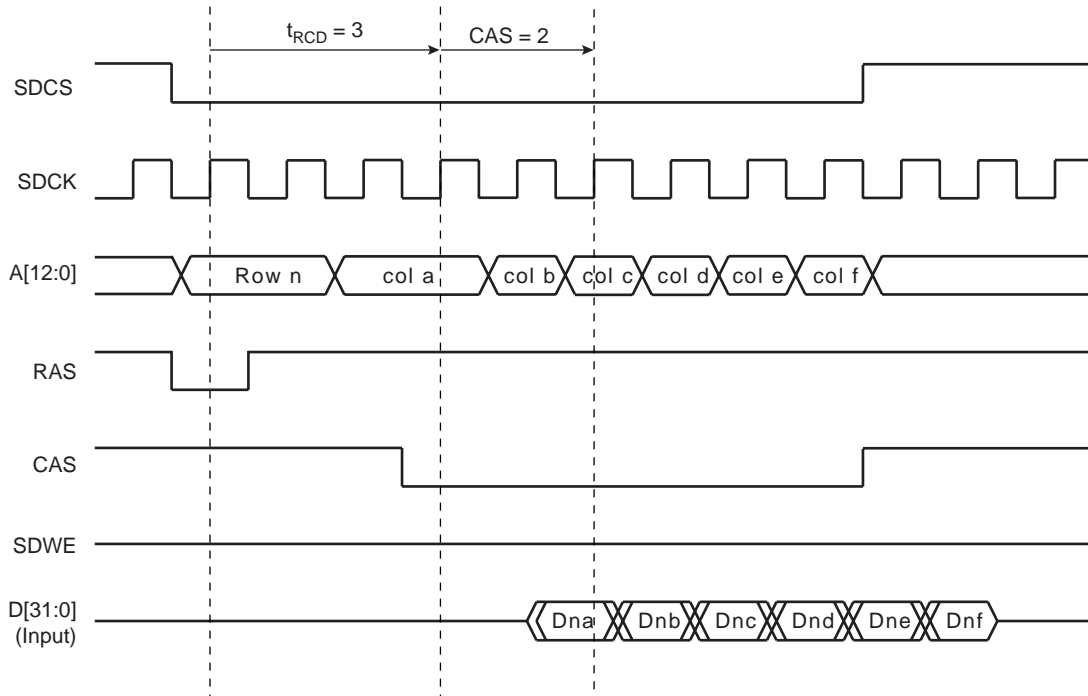 t_RCD = 3 CAS = 2
SDCS
SDCK
A[12:0] Row n col a col b col c col d col e col f
RAS
CAS
SDWE
D[31:0]
(Input) Dna Dnb Dnc Dnd Dne Dnf